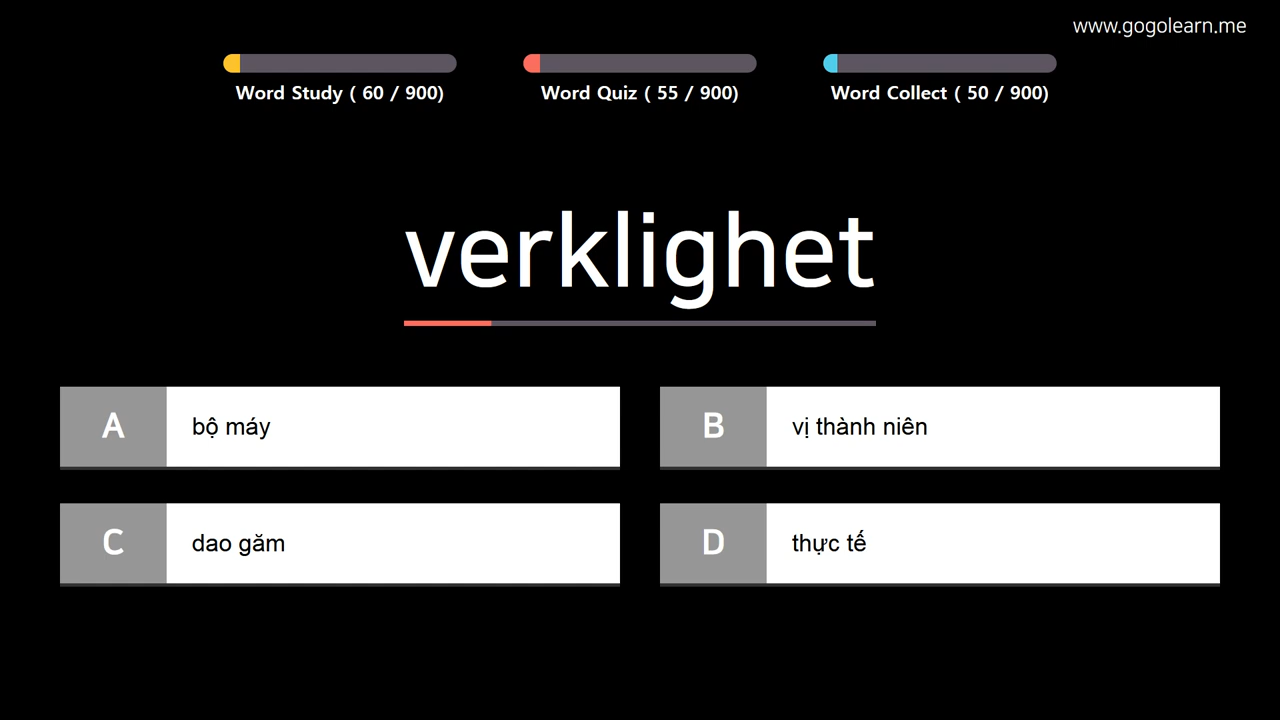 www.gogolearn.me
Word Study ( 60 / 900)
Word Quiz ( 55 / 900)
Word Collect ( 50 / 900)
verklighet
A bộ máy
B vị thành niên
C dao găm
D thực tế